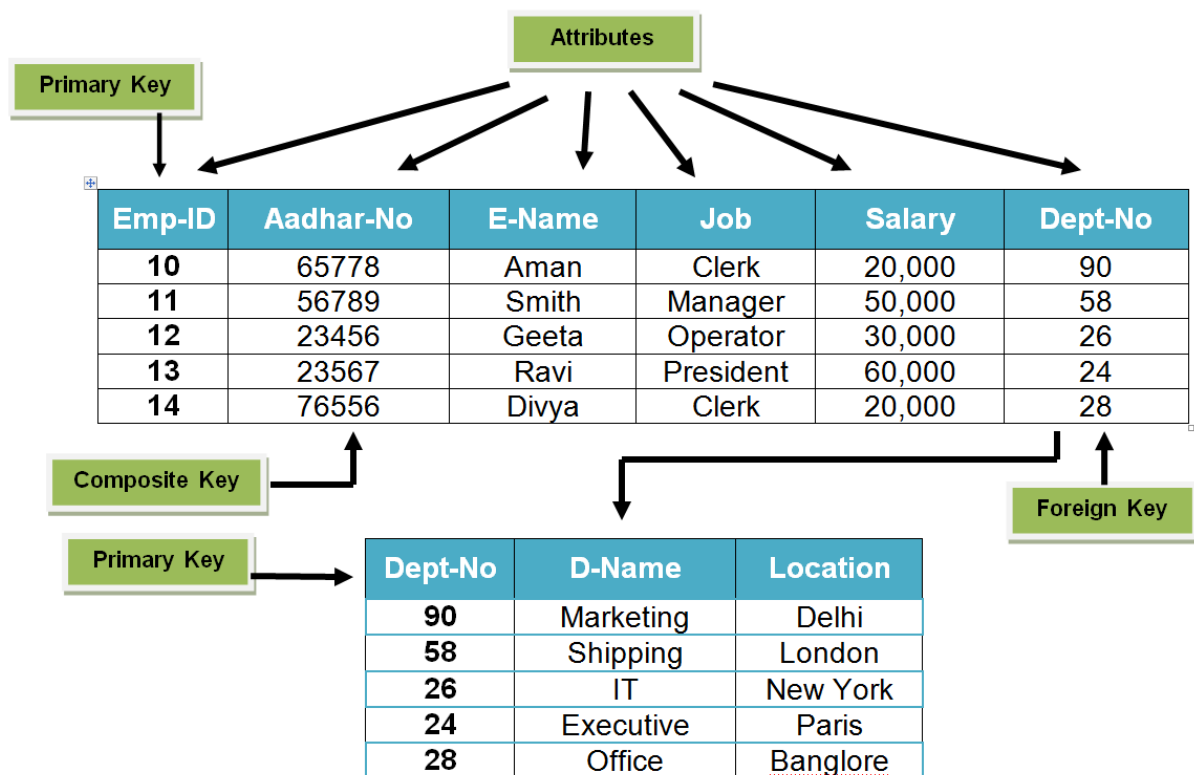 Attributes
Primary Key
Emp-ID Aadhar-No E-Name Job Salary Dept-No
10 65778 Aman Clerk 20,000 90
11 56789 Smith Manager 50,000 58
12 23456 Geeta Operator 30,000 26
13 23567 Ravi President 60,000 24
14 76556 Divya Clerk 20,000 28
Composite Key
Foreign Key
Primary Key
Dept-No D-Name Location
90 Marketing Delhi
58 Shipping London
26 IT New York
24 Executive Paris
28 Office Banglore